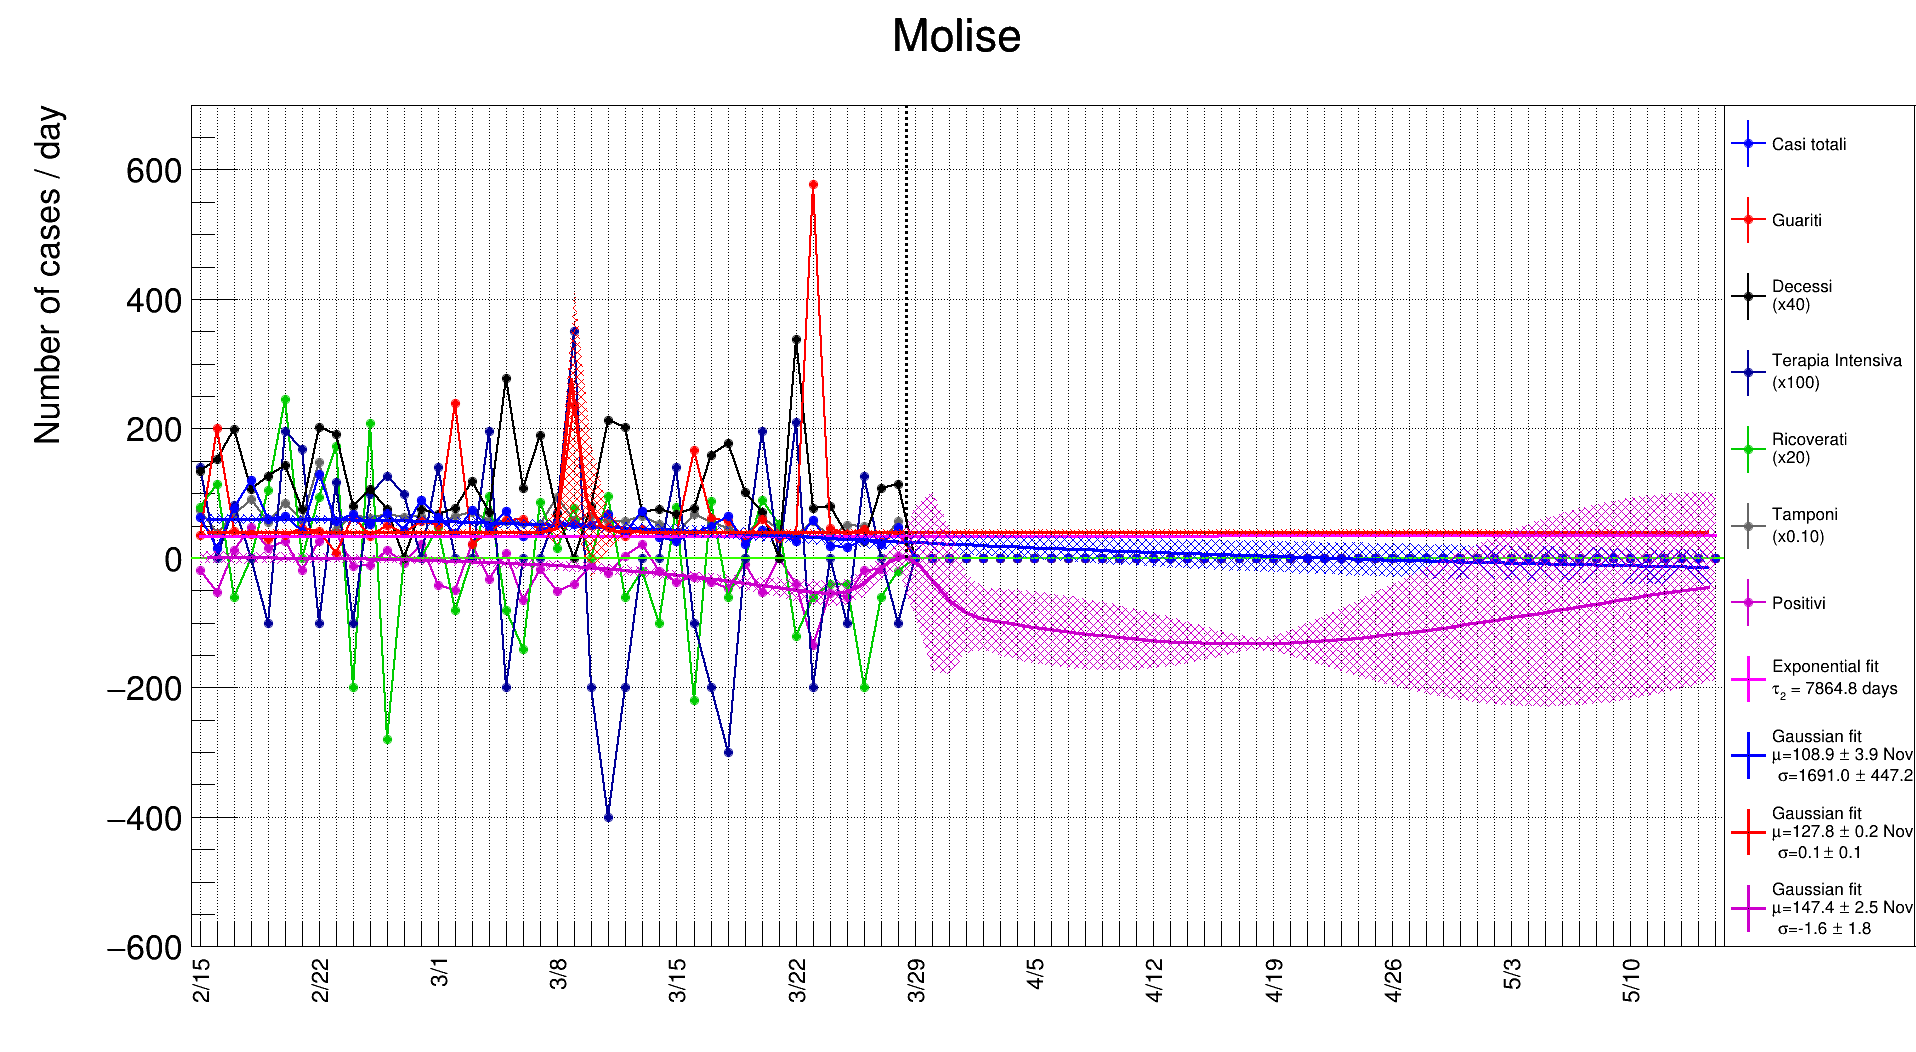 Molise
Number of cases / day
600
400
200
0
−200
−400
−600
2/15
2/22
3/1
3/8
3/15
3/22
3/29
4/5
4/12
4/19
4/26
5/3
5/10
Casi totali
Guariti
Decessi
(x40)
Terapia Intensiva
(x100)
Ricoverati
(x20)
Tamponi
(x0.10)
Positivi
Exponential fit
τ2 = 7864.8 days
Gaussian fit
μ=108.9 ± 3.9 Nov
σ=1691.0 ± 447.2
Gaussian fit
μ=127.8 ± 0.2 Nov
σ=0.1 ± 0.1
Gaussian fit
μ=147.4 ± 2.5 Nov
σ=-1.6 ± 1.8